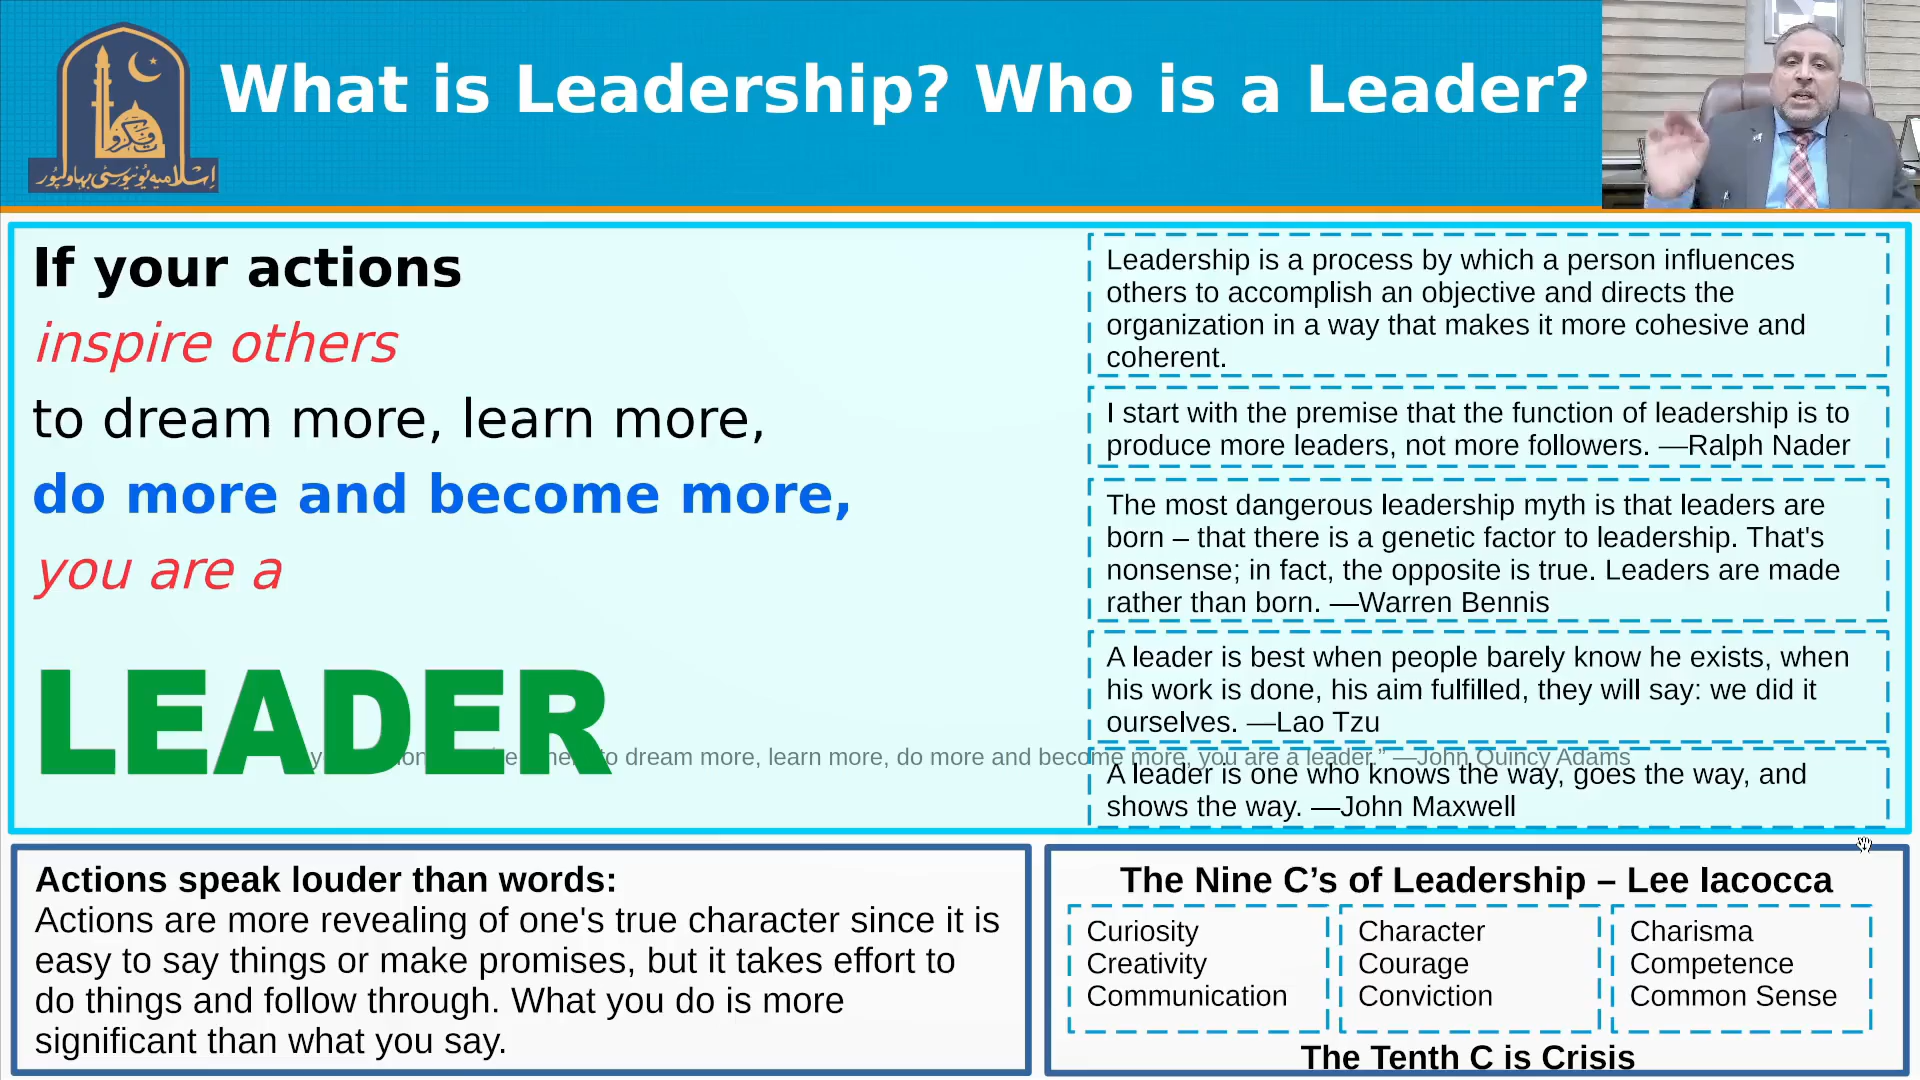 What is Leadership? Who is a Leader?
اسلامیہ یونیورسٹی بہاولپور
If your actions
inspire others
to dream more, learn more,
do more and become more,
you are a
LEADER
to dream more, learn more, do more and become more, you are a leader.” —John Quincy Adams
Leadership is a process by which a person influences
others to accomplish an objective and directs the
organization in a way that makes it more cohesive and
coherent.
I start with the premise that the function of leadership is to
produce more leaders, not more followers. —Ralph Nader
The most dangerous leadership myth is that leaders are
born – that there is a genetic factor to leadership. That's
nonsense; in fact, the opposite is true. Leaders are made
rather than born. —Warren Bennis
A leader is best when people barely know he exists, when
his work is done, his aim fulfilled, they will say: we did it
ourselves. —Lao Tzu
A leader is one who knows the way, goes the way, and
shows the way. —John Maxwell
Actions speak louder than words:
Actions are more revealing of one's true character since it is
easy to say things or make promises, but it takes effort to
do things and follow through. What you do is more
significant than what you say.
The Nine C’s of Leadership – Lee Iacocca
Curiosity
Creativity
Communication
Character
Courage
Conviction
Charisma
Competence
Common Sense
The Tenth C is Crisis